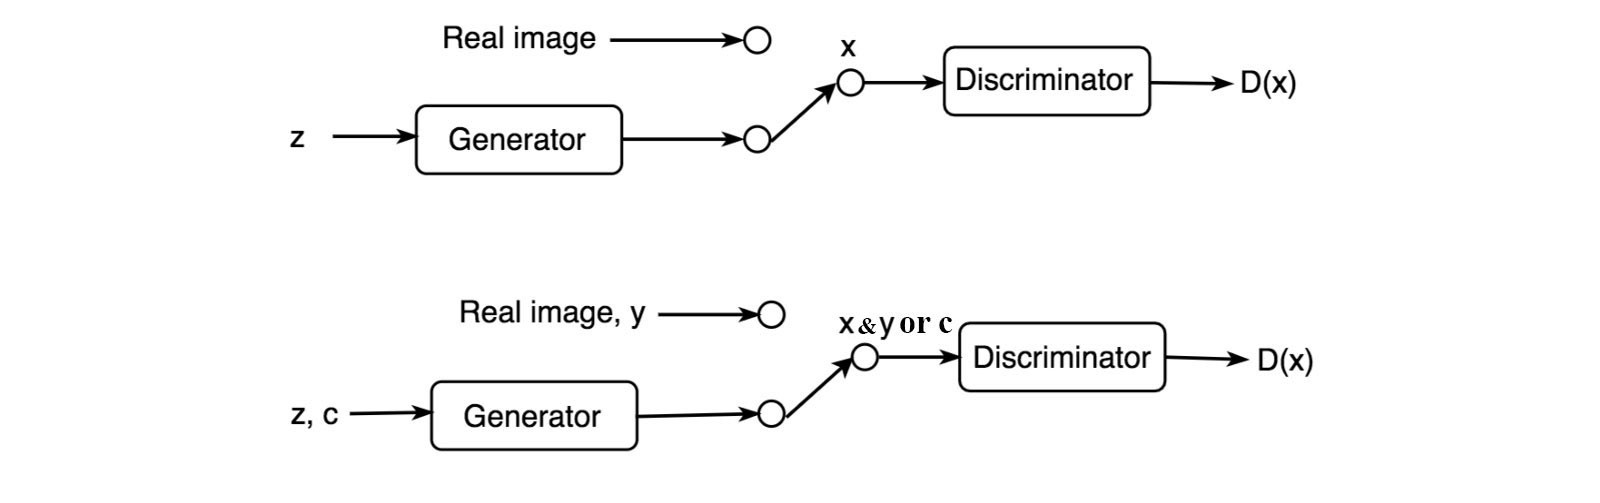 Real image
x
Discriminator
D(x)
z
Generator
Real image, y
x & y or c
Discriminator
D(x)
z, c
Generator